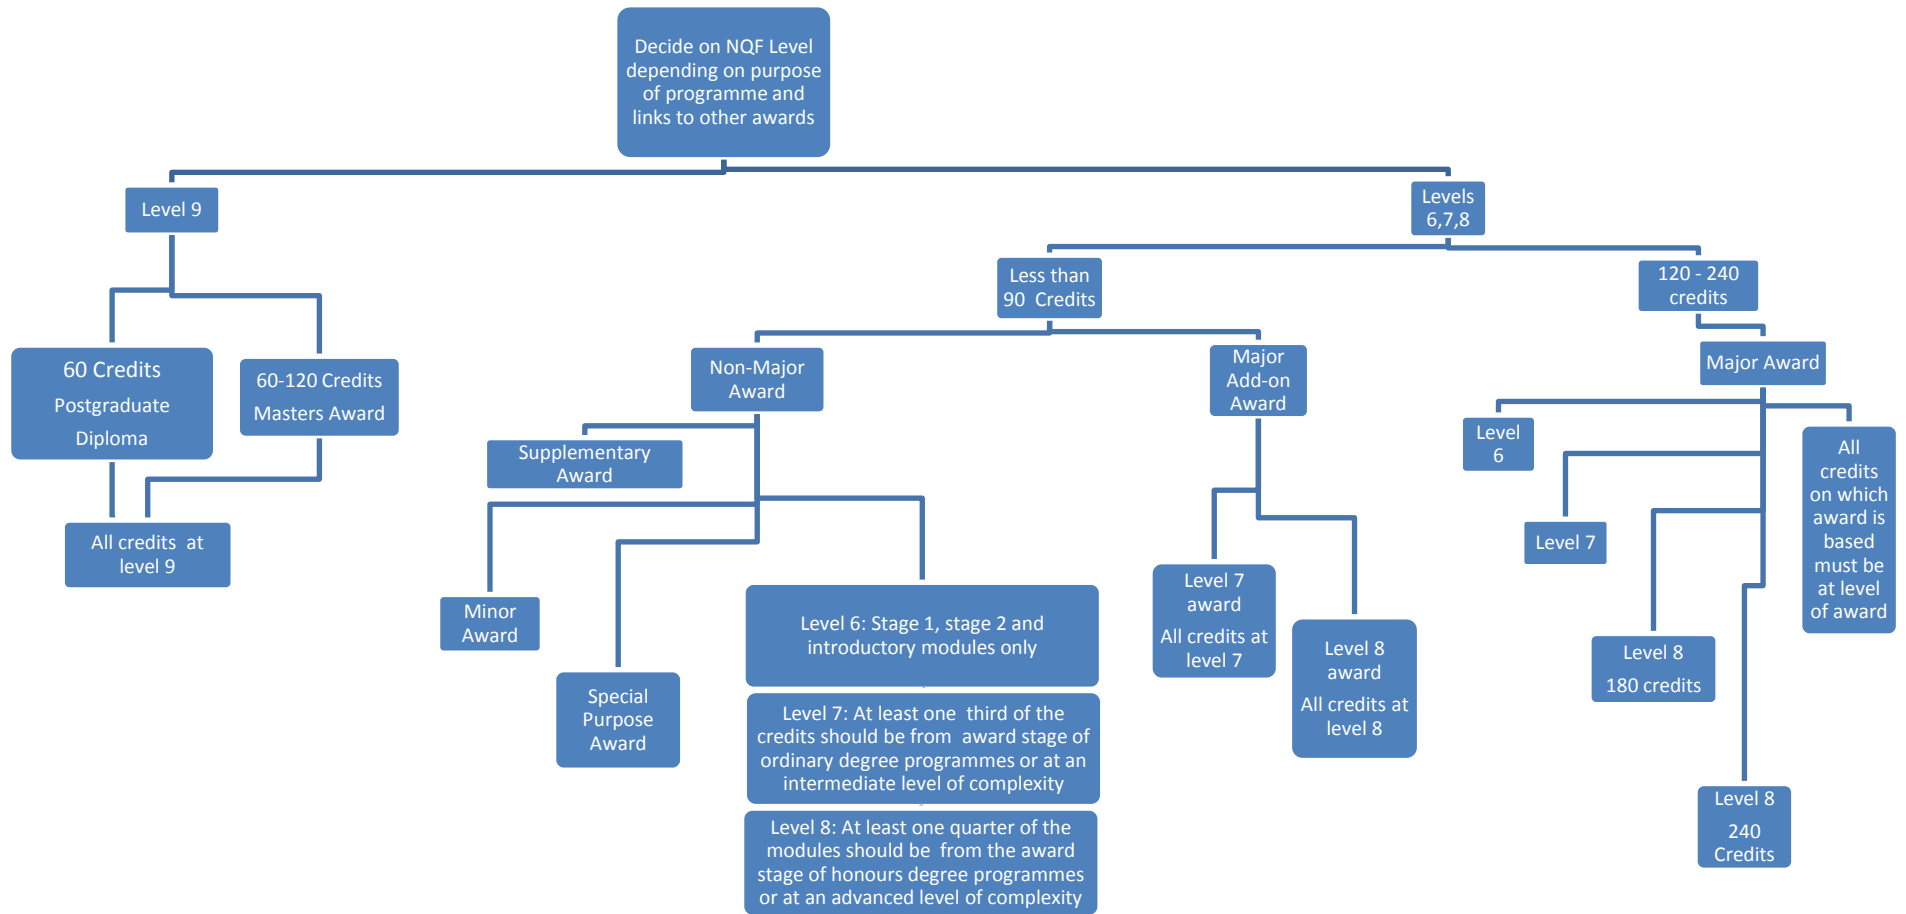 Decide on NQF Level
depending on purpose
of programme and
links to other awards
Level 9
Levels
6,7,8
Less than
90 Credits
120 - 240
credits
60 Credits
Postgraduate
Diploma
60-120 Credits
Masters Award
Non-Major
Award
Major
Add-on
Award
Major Award
All credits at
level 9
Supplementary
Award
Minor
Award
Special
Purpose
Award
Level 6: Stage 1, stage 2 and
introductory modules only
Level 7: At least one third of the
credits should be from award stage of
ordinary degree programmes or at an
intermediate level of complexity
Level 8: At least one quarter of the
modules should be from the award
stage of honours degree programmes
or at an advanced level of complexity
Level 7
award
All credits at
level 7
Level 8
award
All credits at
level 8
Level
6
Level 7
Level 8
180 credits
Level 8
240
Credits
All
credits
on which
award is
based
must be
at level
of award